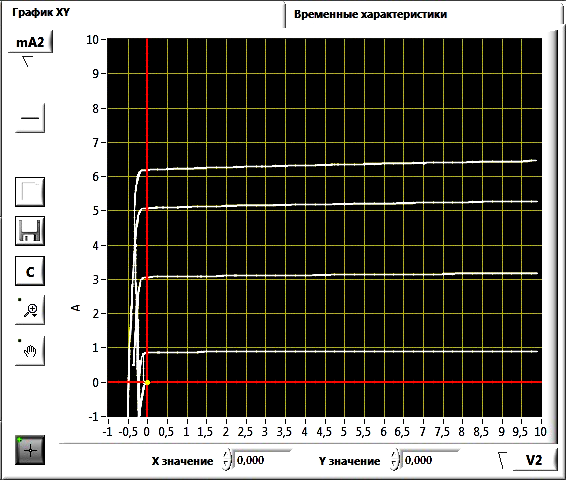 График XY
Временные характеристики
mA2
10
9
8
7
6
5
4
3
2
1
0
-1
A
C
-1 -0,5 0 0,5 1 1,5 2 2,5 3 3,5 4 4,5 5 5,5 6 6,5 7 7,5 8 8,5 9 9,5 10
X значение 0,000 Y значение 0,000 V2